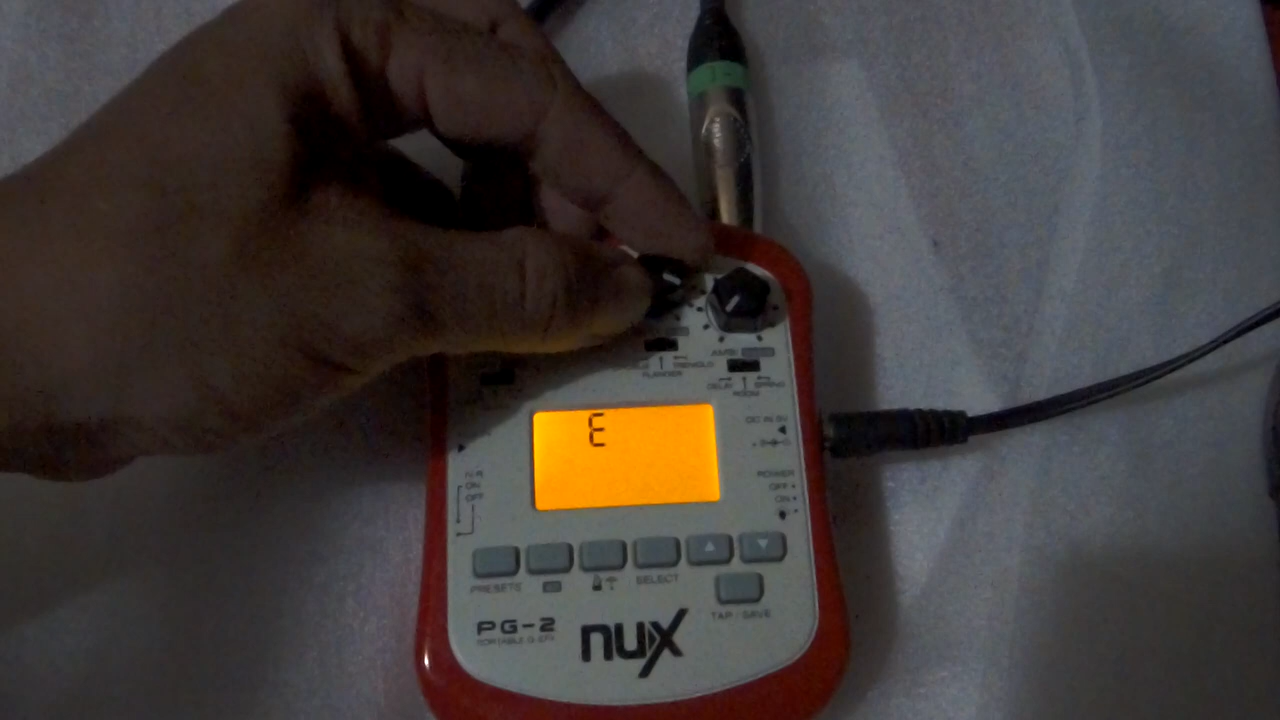 FLANGER
TREMOLO
DELAY
SPRING
ROOM
E
DC IN 9V
N R
ON
OFF
POWER
OFF
ON
PRESETS
SELECT
TAP / SAVE
PG-2
PORTABLE G.EFX
nux